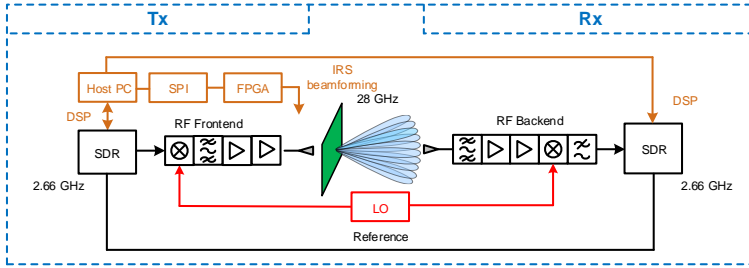 Tx
Rx
IRS
beamforming
Host PC
SPI
FPGA
28 GHz
DSP
DSP
RF Frontend
RF Backend
SDR
SDR
2.66 GHz
2.66 GHz
LO
Reference